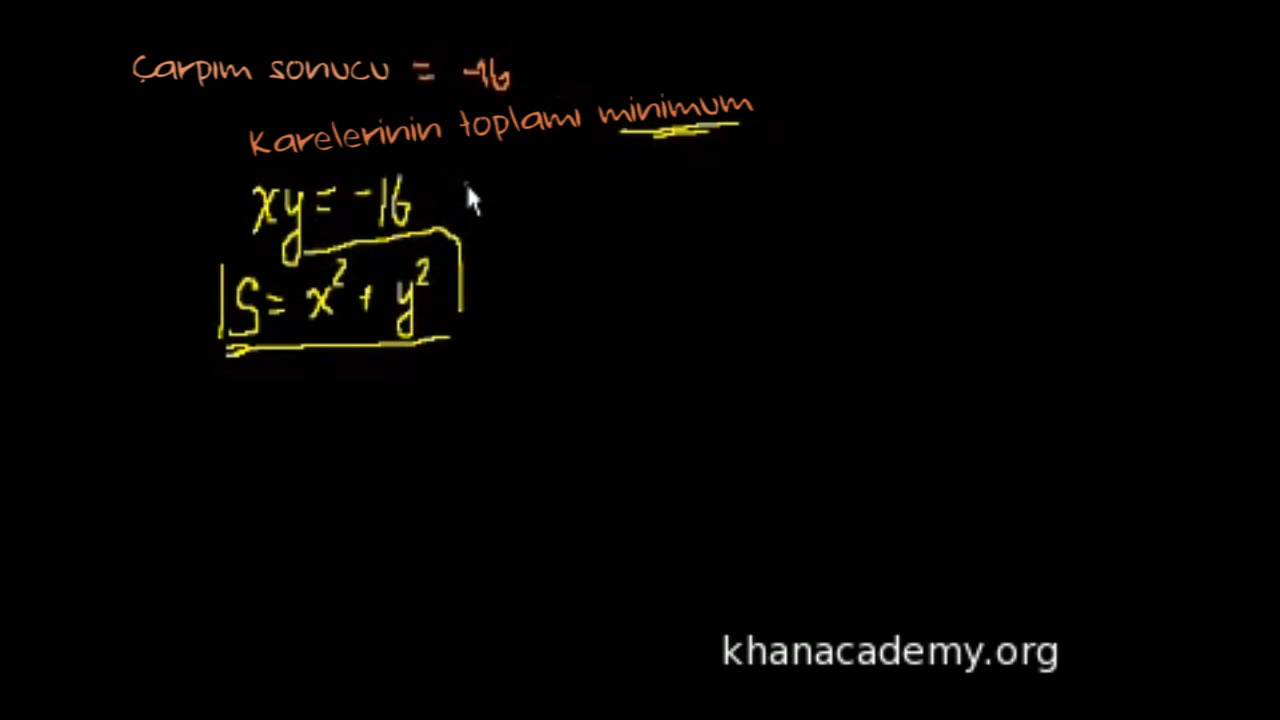 Çarpım sonucu = -16
Karelerinin toplamı minimum
xy = -16
S = x² + y²
khanacademy.org